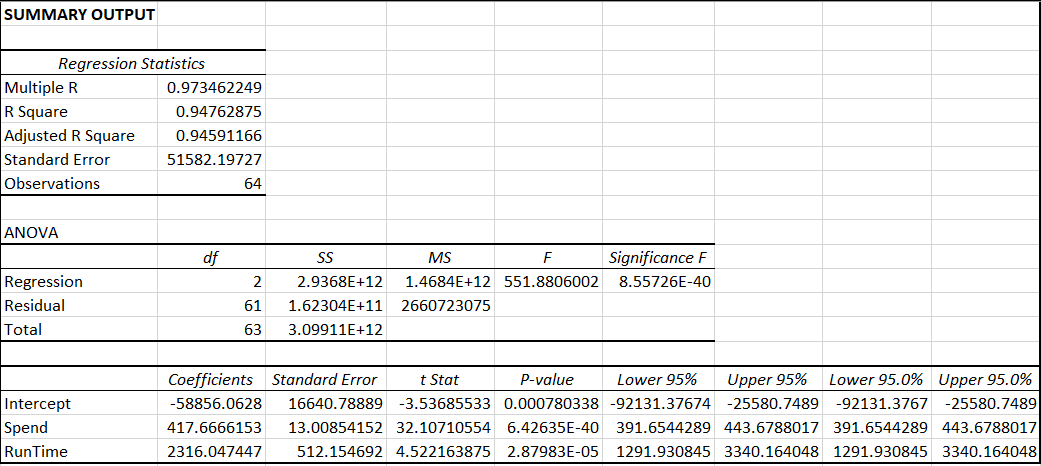 SUMMARY OUTPUT
Regression Statistics
Multiple R 0.973462249
R Square 0.94762875
Adjusted R Square 0.94591166
Standard Error 51582.19727
Observations 64
ANOVA
df SS MS F Significance F
Regression 2 2.9368E+12 1.4684E+12 551.8806002 8.55726E-40
Residual 61 1.62304E+11 2660723075
Total 63 3.09911E+12
Coefficients Standard Error t Stat P-value Lower 95% Upper 95% Lower 95.0% Upper 95.0%
Intercept -58856.0628 16640.78889 -3.53685533 0.000780338 -92131.37674 -25580.7489 -92131.3767 -25580.7489
Spend 417.6666153 13.00854152 32.10710554 6.42635E-40 391.6544289 443.6788017 391.6544289 443.6788017
RunTime 2316.047447 512.154692 4.522163875 2.87983E-05 1291.930845 3340.164048 1291.930845 3340.164048